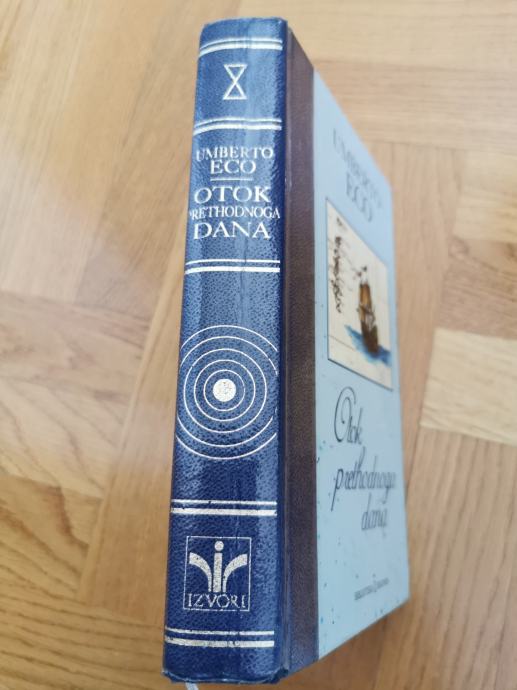 UMBERTO
ECO
OTOK
PRETHODNOGA
DANA
IZVORI
UMBERTO
ECO
Otok
prethodnoga
dana